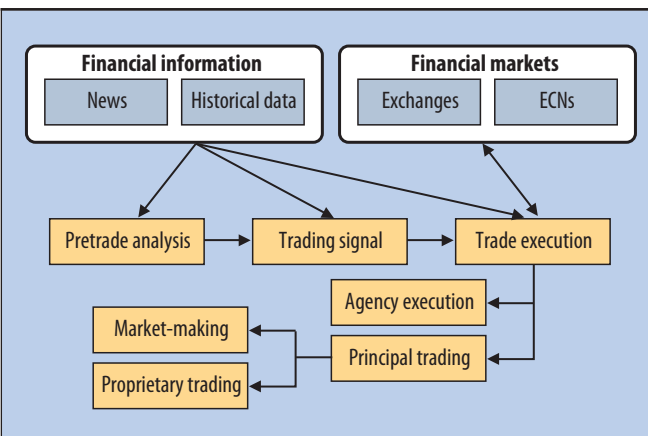 Financial information
News
Historical data
Financial markets
Exchanges
ECNs
Pretrade analysis
Trading signal
Trade execution
Agency execution
Market-making
Principal trading
Proprietary trading